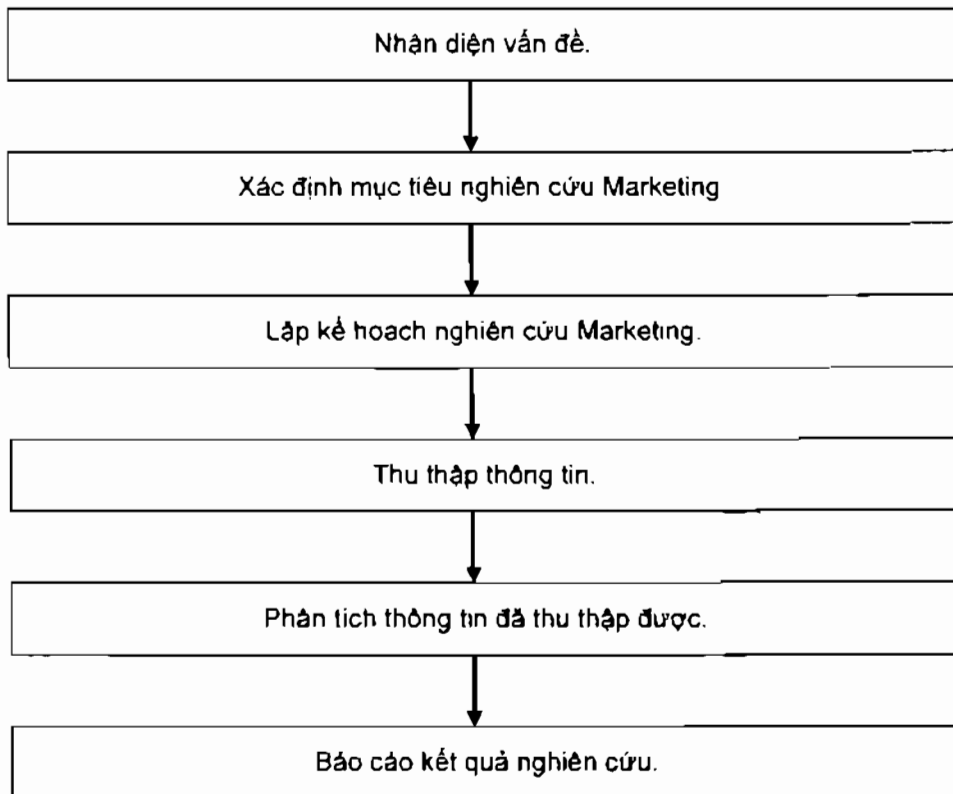 Nhận diện vấn đề.
Xác định mục tiêu nghiên cứu Marketing
Lập kế hoạch nghiên cứu Marketing.
Thu thập thông tin.
Phân tích thông tin đã thu thập được.
Báo cáo kết quả nghiên cứu.